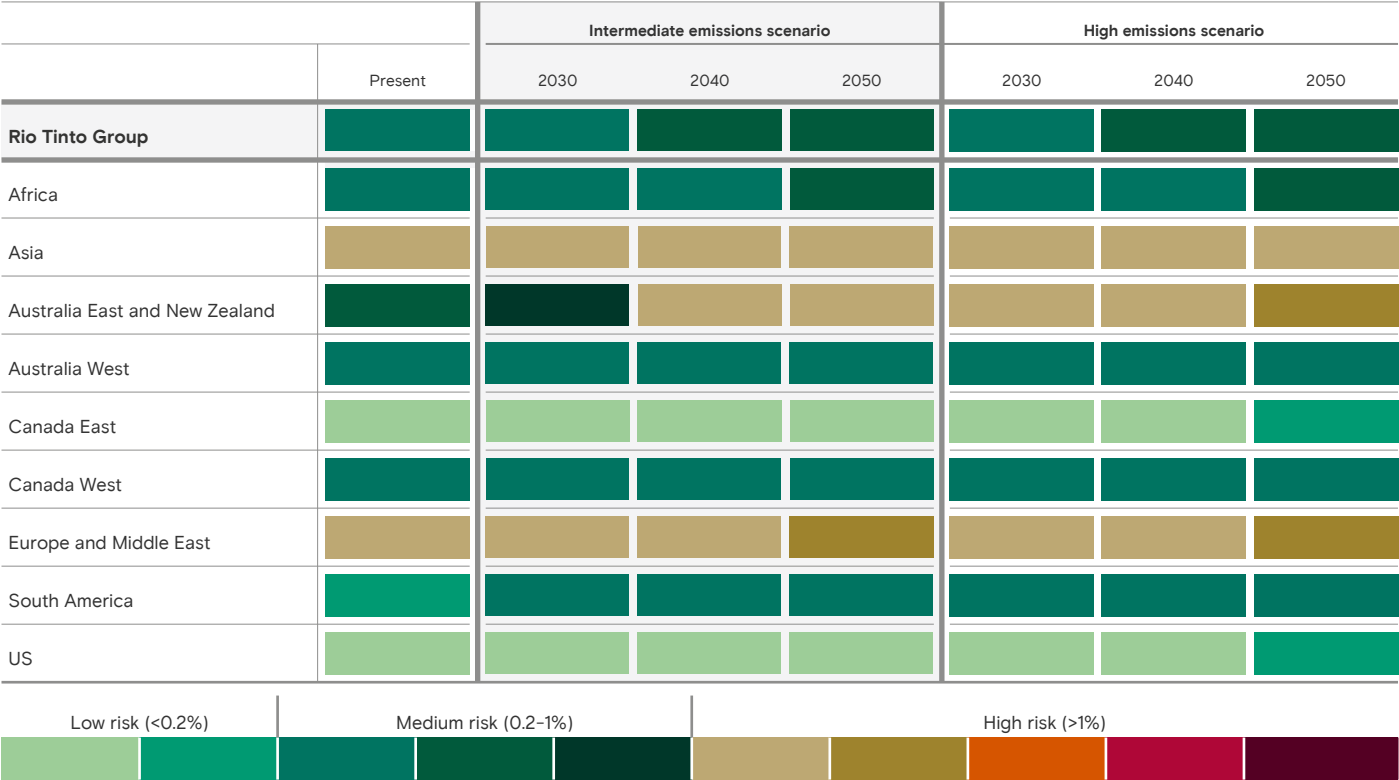 Intermediate emissions scenario High emissions scenario
Present 2030 2040 2050 2030 2040 2050
Rio Tinto Group
Africa
Asia
Australia East and New Zealand
Australia West
Canada East
Canada West
Europe and Middle East
South America
US
Low risk (<0.2%) Medium risk (0.2–1%) High risk (>1%)